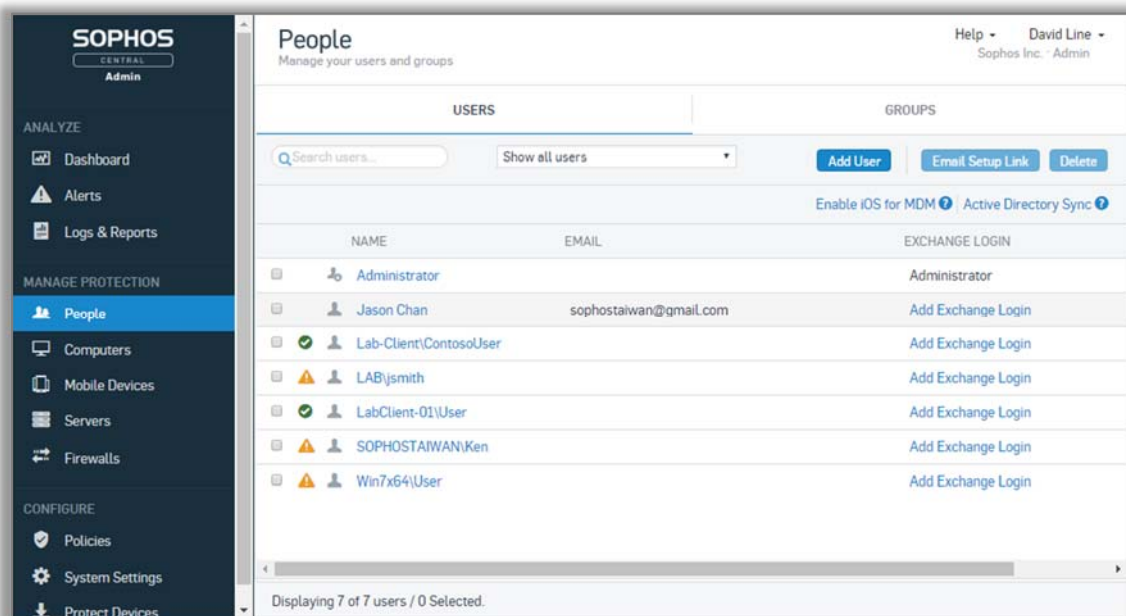 SOPHOS
CENTRAL
Admin
ANALYZE
Dashboard
Alerts
Logs & Reports
MANAGE PROTECTION
People
Computers
Mobile Devices
Servers
Firewalls
CONFIGURE
Policies
System Settings
Protect Devices
People
Manage your users and groups
Help David Line
Sophos Inc. · Admin
USERS GROUPS
Search users... Show all users Add User Email Setup Link Delete
Enable iOS for MDM ? Active Directory Sync ?
NAME EMAIL EXCHANGE LOGIN
Administrator Administrator
Jason Chan sophostaiwan@gmail.com Add Exchange Login
Lab-Client\ContosoUser Add Exchange Login
LAB\jsmith Add Exchange Login
LabClient-01\User Add Exchange Login
SOPHOSTAIWAN\Ken Add Exchange Login
Win7x64\User Add Exchange Login
Displaying 7 of 7 users / 0 Selected.